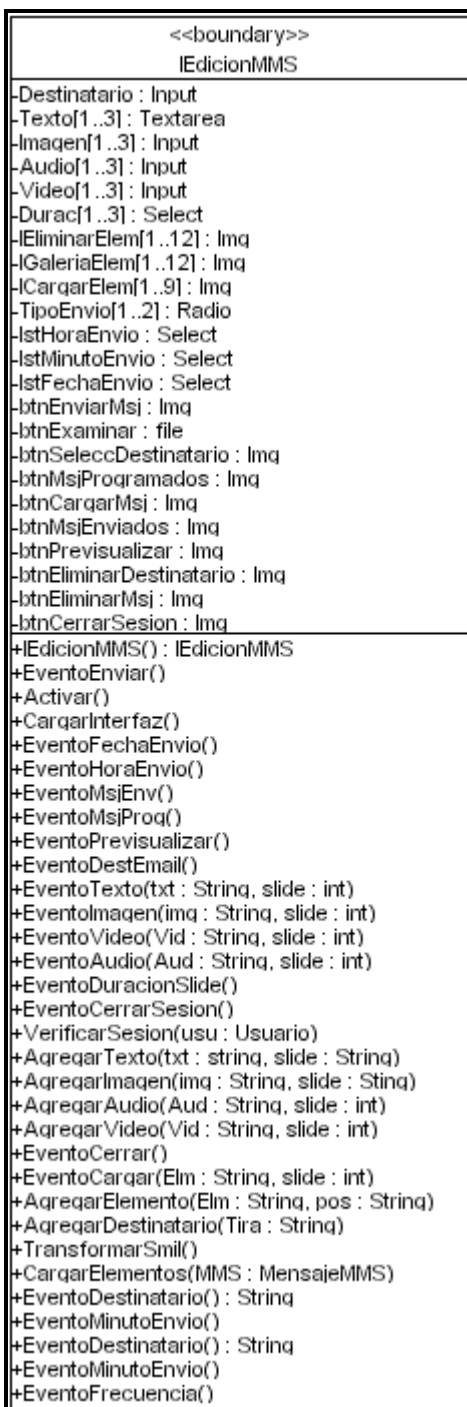 <<boundary>>
IEdicionMMS
-Destinatario : Input
-Texto[1..3] : Textarea
-Imagen[1..3] : Input
-Audio[1..3] : Input
-Video[1..3] : Input
-Durac[1..3] : Select
-IEliminarElem[1..12] : Img
-IGaleriaElem[1..12] : Img
-ICargarElem[1..9] : Img
-TipoEnvio[1..2] : Radio
-lstHoraEnvio : Select
-lstMinutoEnvio : Select
-lstFechaEnvio : Select
-btnEnviarMsj : Img
-btnExaminar : file
-btnSeleccDestinatario : Img
-btnMsjProgramados : Img
-btnCargarMsj : Img
-btnMsjEnviados : Img
-btnPrevisualizar : Img
-btnEliminarDestinatario : Img
-btnEliminarMsj : Img
-btnCerrarSesion : Img
+IEdicionMMS() : IEdicionMMS
+EventoEnviar()
+Activar()
+CargarInterfaz()
+EventoFechaEnvio()
+EventoHoraEnvio()
+EventoMsjEnv()
+EventoMsjProg()
+EventoPrevisualizar()
+EventoDestEmail()
+EventoTexto(txt : String, slide : int)
+EventoImagen(img : String, slide : int)
+EventoVideo(Vid : String, slide : int)
+EventoAudio(Aud : String, slide : int)
+EventoDuracionSlide()
+EventoCerrarSesion()
+VerificarSesion(usu : Usuario)
+AgregarTexto(txt : string, slide : String)
+AgregarImagen(img : String, slide : Sting)
+AgregarAudio(Aud : String, slide : int)
+AgregarVideo(Vid : String, slide : int)
+EventoCerrar()
+EventoCargar(Elm : String, slide : int)
+AgregarElemento(Elm : String, pos : String)
+AgregarDestinatario(Tira : String)
+TransformarSmil()
+CargarElementos(MMS : MensajeMMS)
+EventoDestinatario() : String
+EventoMinutoEnvio()
+EventoDestinatario() : String
+EventoMinutoEnvio()
+EventoFrecuencia()